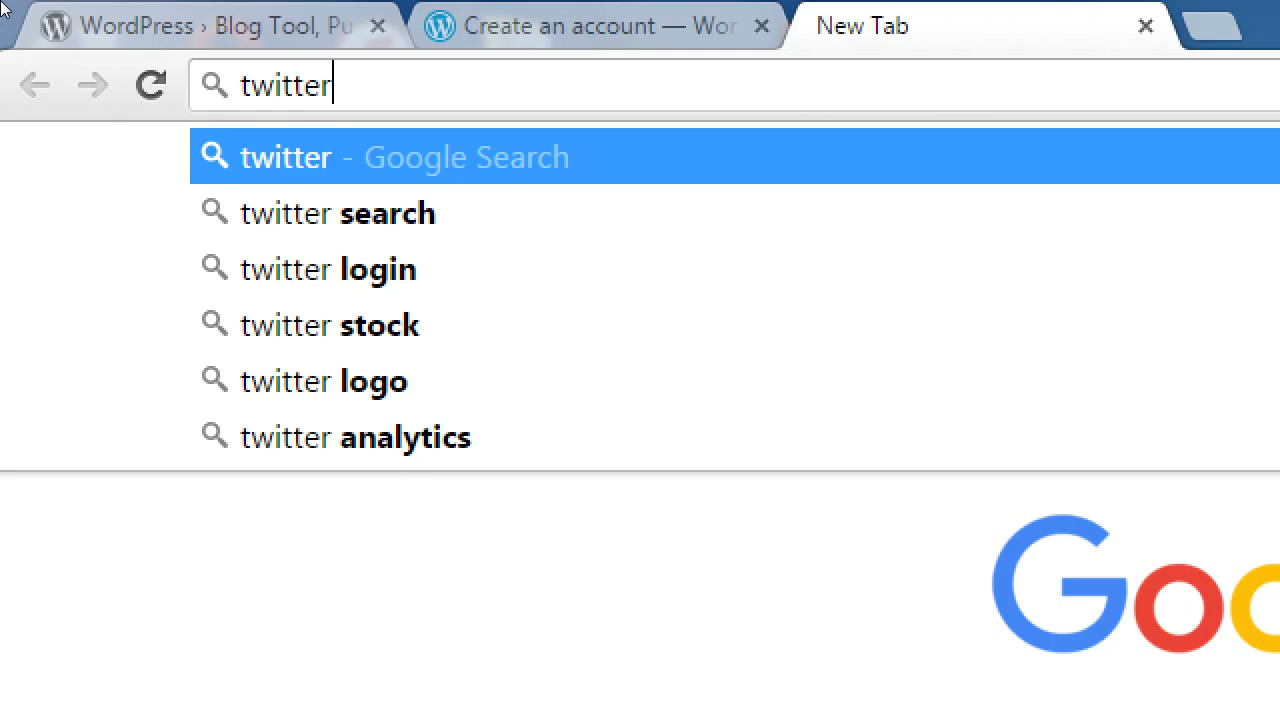 WordPress › Blog Tool, Pu
Create an account — Wor
New Tab
twitter
twitter - Google Search
twitter search
twitter login
twitter stock
twitter logo
twitter analytics
Goo